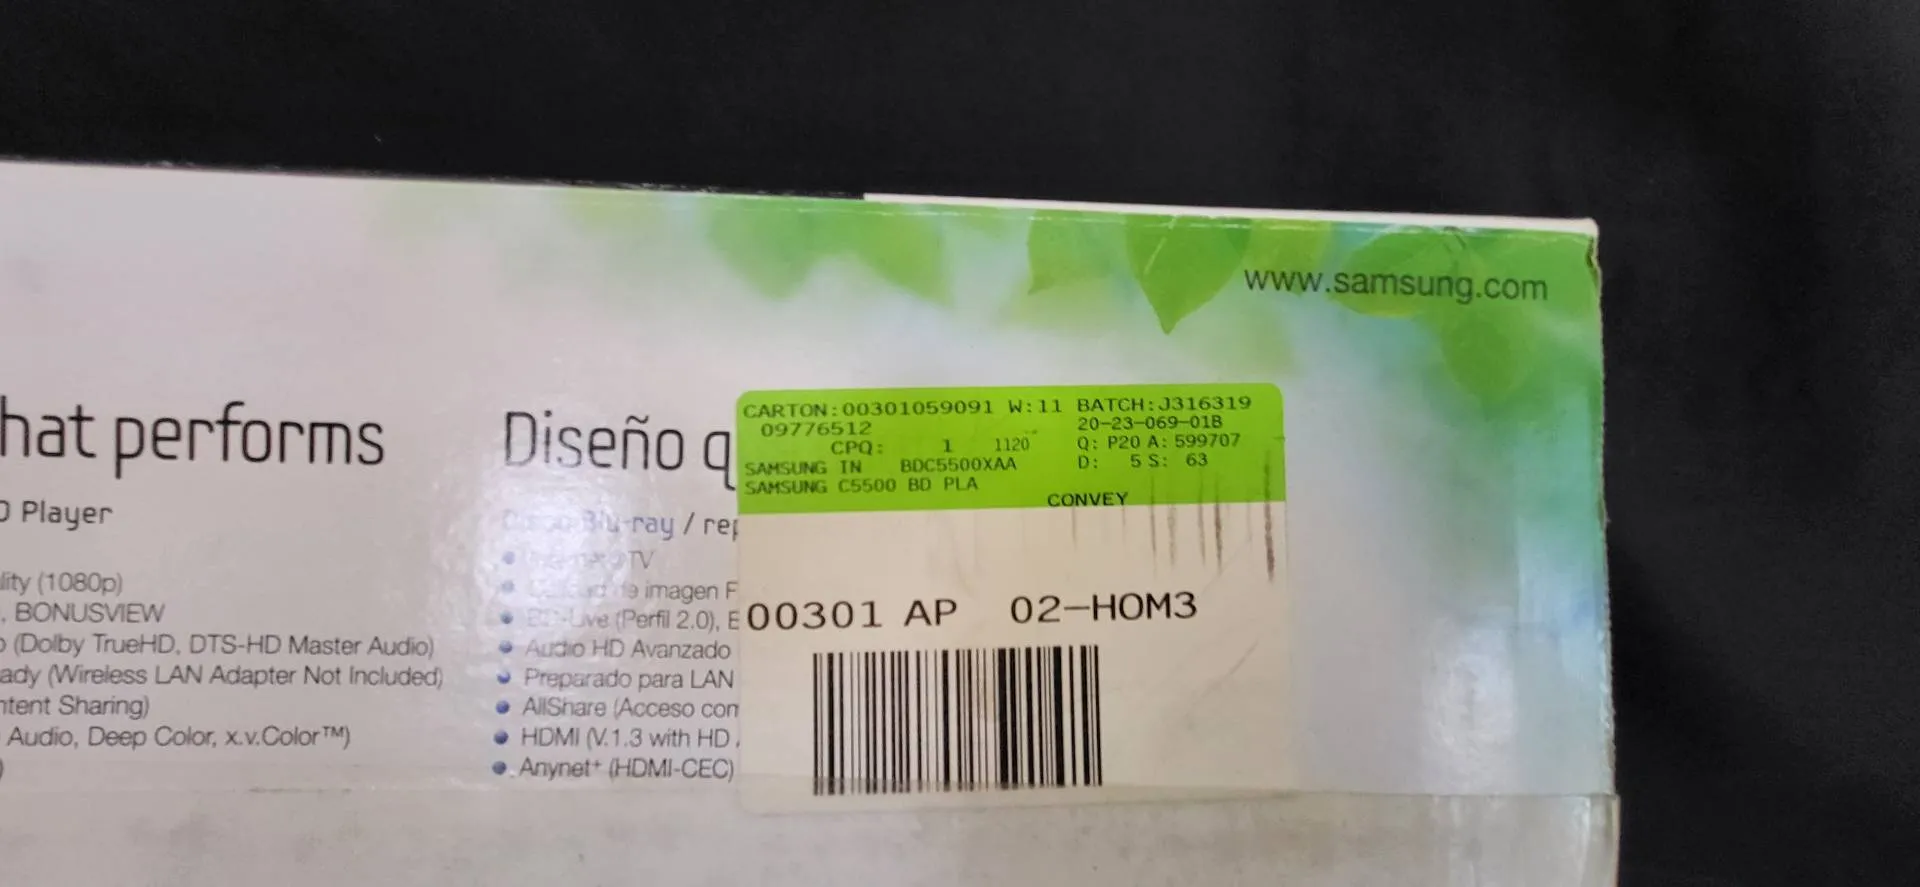 www.samsung.com
hat performs
D Player
lity (1080p)
, BONUSVIEW
o (Dolby TrueHD, DTS-HD Master Audio)
ady (Wireless LAN Adapter Not Included)
ntent Sharing)
Audio, Deep Color, x.v.Color™)
)
Diseño q
Blu-ray / rep
TV
de imagen F
BD-Live (Perfil 2.0), E
Audio HD Avanzado
Preparado para LAN
AllShare (Acceso con
HDMI (V.1.3 with HD
Anynet+ (HDMI-CEC)
CARTON:00301059091 W:11 BATCH:J316319
09776512 20-23-069-01B
CPQ: 1 1120 Q: P20 A: 599707
SAMSUNG IN BDC5500XAA D: 5 S: 63
SAMSUNG C5500 BD PLA
CONVEY
00301 AP 02-HOM3